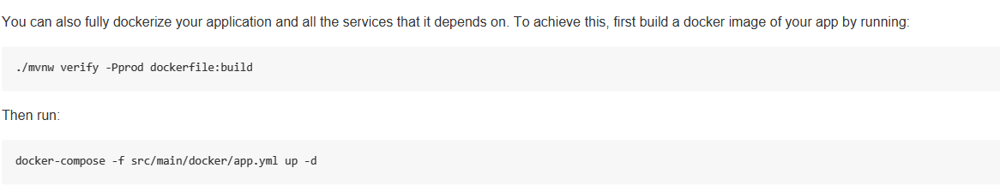 You can also fully dockerize your application and all the services that it depends on. To achieve this, first build a docker image of your app by running:
./mvnw verify -Pprod dockerfile:build
Then run:
docker-compose -f src/main/docker/app.yml up -d